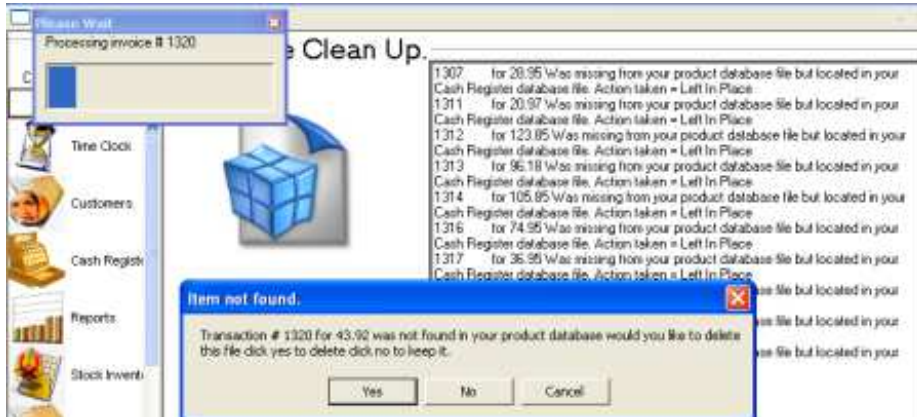 Please Wait
Processing invoice # 1320
e Clean Up.
1307 for 28.95 Was missing from your product database file but located in your
Cash Register database file. Action taken = Left In Place
1311 for 20.97 Was missing from your product database file but located in your
Cash Register database file. Action taken = Left In Place
1312 for 123.85 Was missing from your product database file but located in your
Cash Register database file. Action taken = Left In Place
1313 for 96.18 Was missing from your product database file but located in your
Cash Register database file. Action taken = Left In Place
1314 for 105.85 Was missing from your product database file but located in your
Cash Register database file. Action taken = Left In Place
1316 for 74.95 Was missing from your product database file but located in your
Cash Register database file. Action taken = Left In Place
1317 for 36.95 Was missing from your product database file but located in your
Cash Register database file. Action taken = Left In Place
file but located in your
file but located in your
file but located in your
C
Time Clock
Customers
Cash Registe
Reports
Stock Invento
Item not found.
Transaction # 1320 for 43.92 was not found in your product database would you like to delete
this file click yes to delete click no to keep it.
Yes
No
Cancel